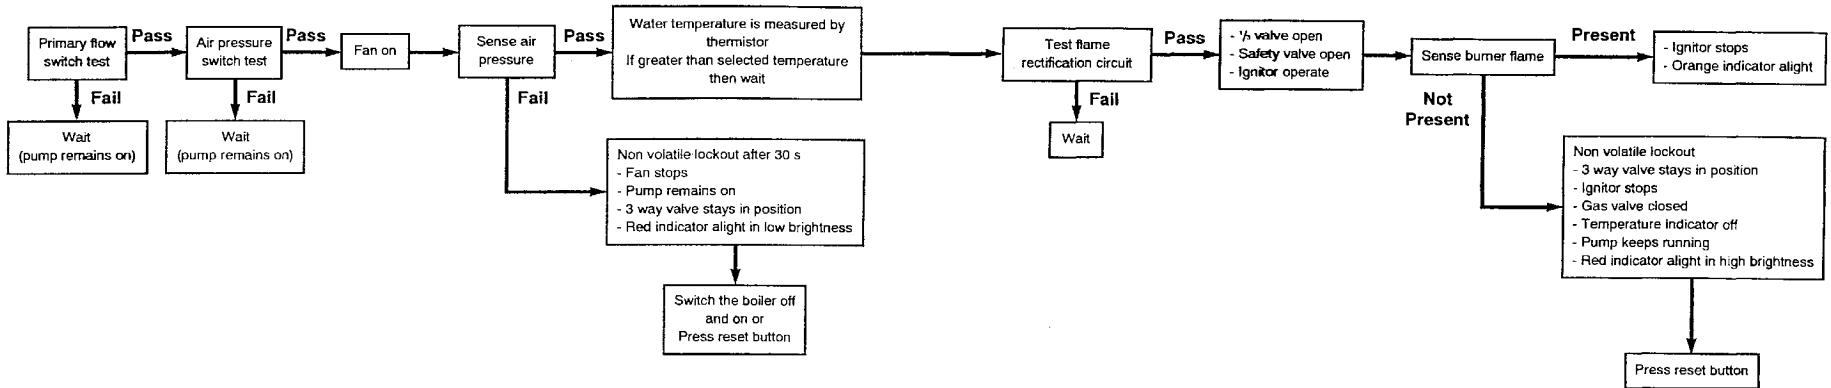 Primary flow
switch test
Pass
Air pressure
switch test
Pass
Fan on
Sense air
pressure
Pass
Water temperature is measured by
thermistor
If greater than selected temperature
then wait
Test flame
rectification circuit
Pass
- 1/3 valve open
- Safety valve open
- Ignitor operate
Sense burner flame
Present
- Ignitor stops
- Orange indicator alight
Fail
Wait
(pump remains on)
Fail
Wait
(pump remains on)
Fail
Non volatile lockout after 30 s
- Fan stops
- Pump remains on
- 3 way valve stays in position
- Red indicator alight in low brightness
Switch the boiler off
and on or
Press reset button
Fail
Wait
Not
Present
Non volatile lockout
- 3 way valve stays in position
- Ignitor stops
- Gas valve closed
- Temperature indicator off
- Pump keeps running
- Red indicator alight in high brightness
Press reset button